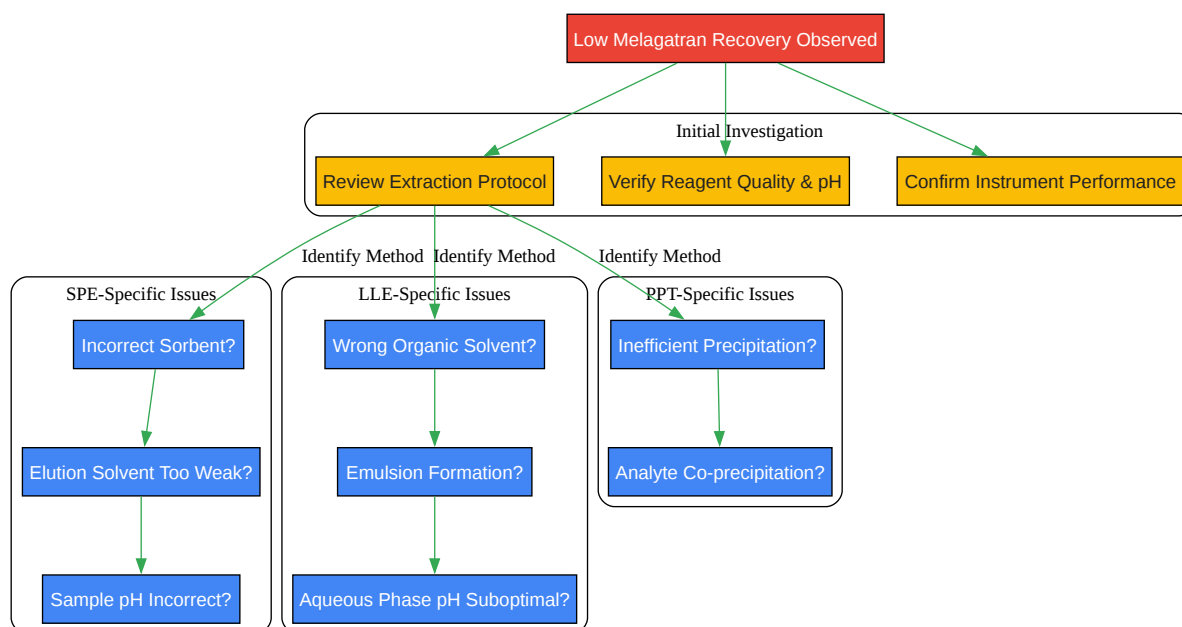 Low Melagatran Recovery Observed
Initial Investigation
Review Extraction Protocol
Verify Reagent Quality & pH
Confirm Instrument Performance
Identify Method
Identify Method
Identify Method
SPE-Specific Issues
LLE-Specific Issues
PPT-Specific Issues
Incorrect Sorbent?
Wrong Organic Solvent?
Inefficient Precipitation?
Elution Solvent Too Weak?
Emulsion Formation?
Analyte Co-precipitation?
Sample pH Incorrect?
Aqueous Phase pH Suboptimal?